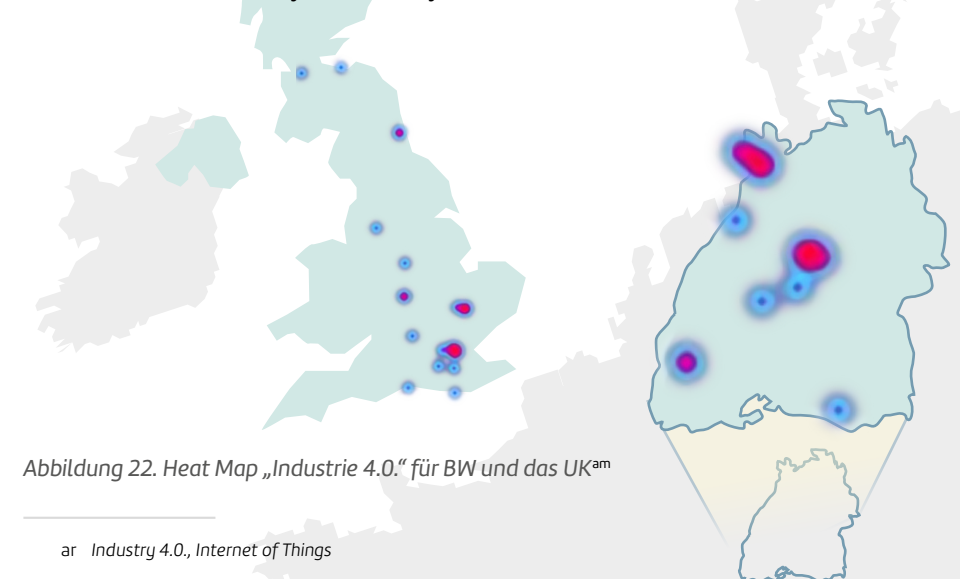 Abbildung 22. Heat Map „Industrie 4.0.“ für BW und das UKᵃᵐ
ar Industry 4.0., Internet of Things